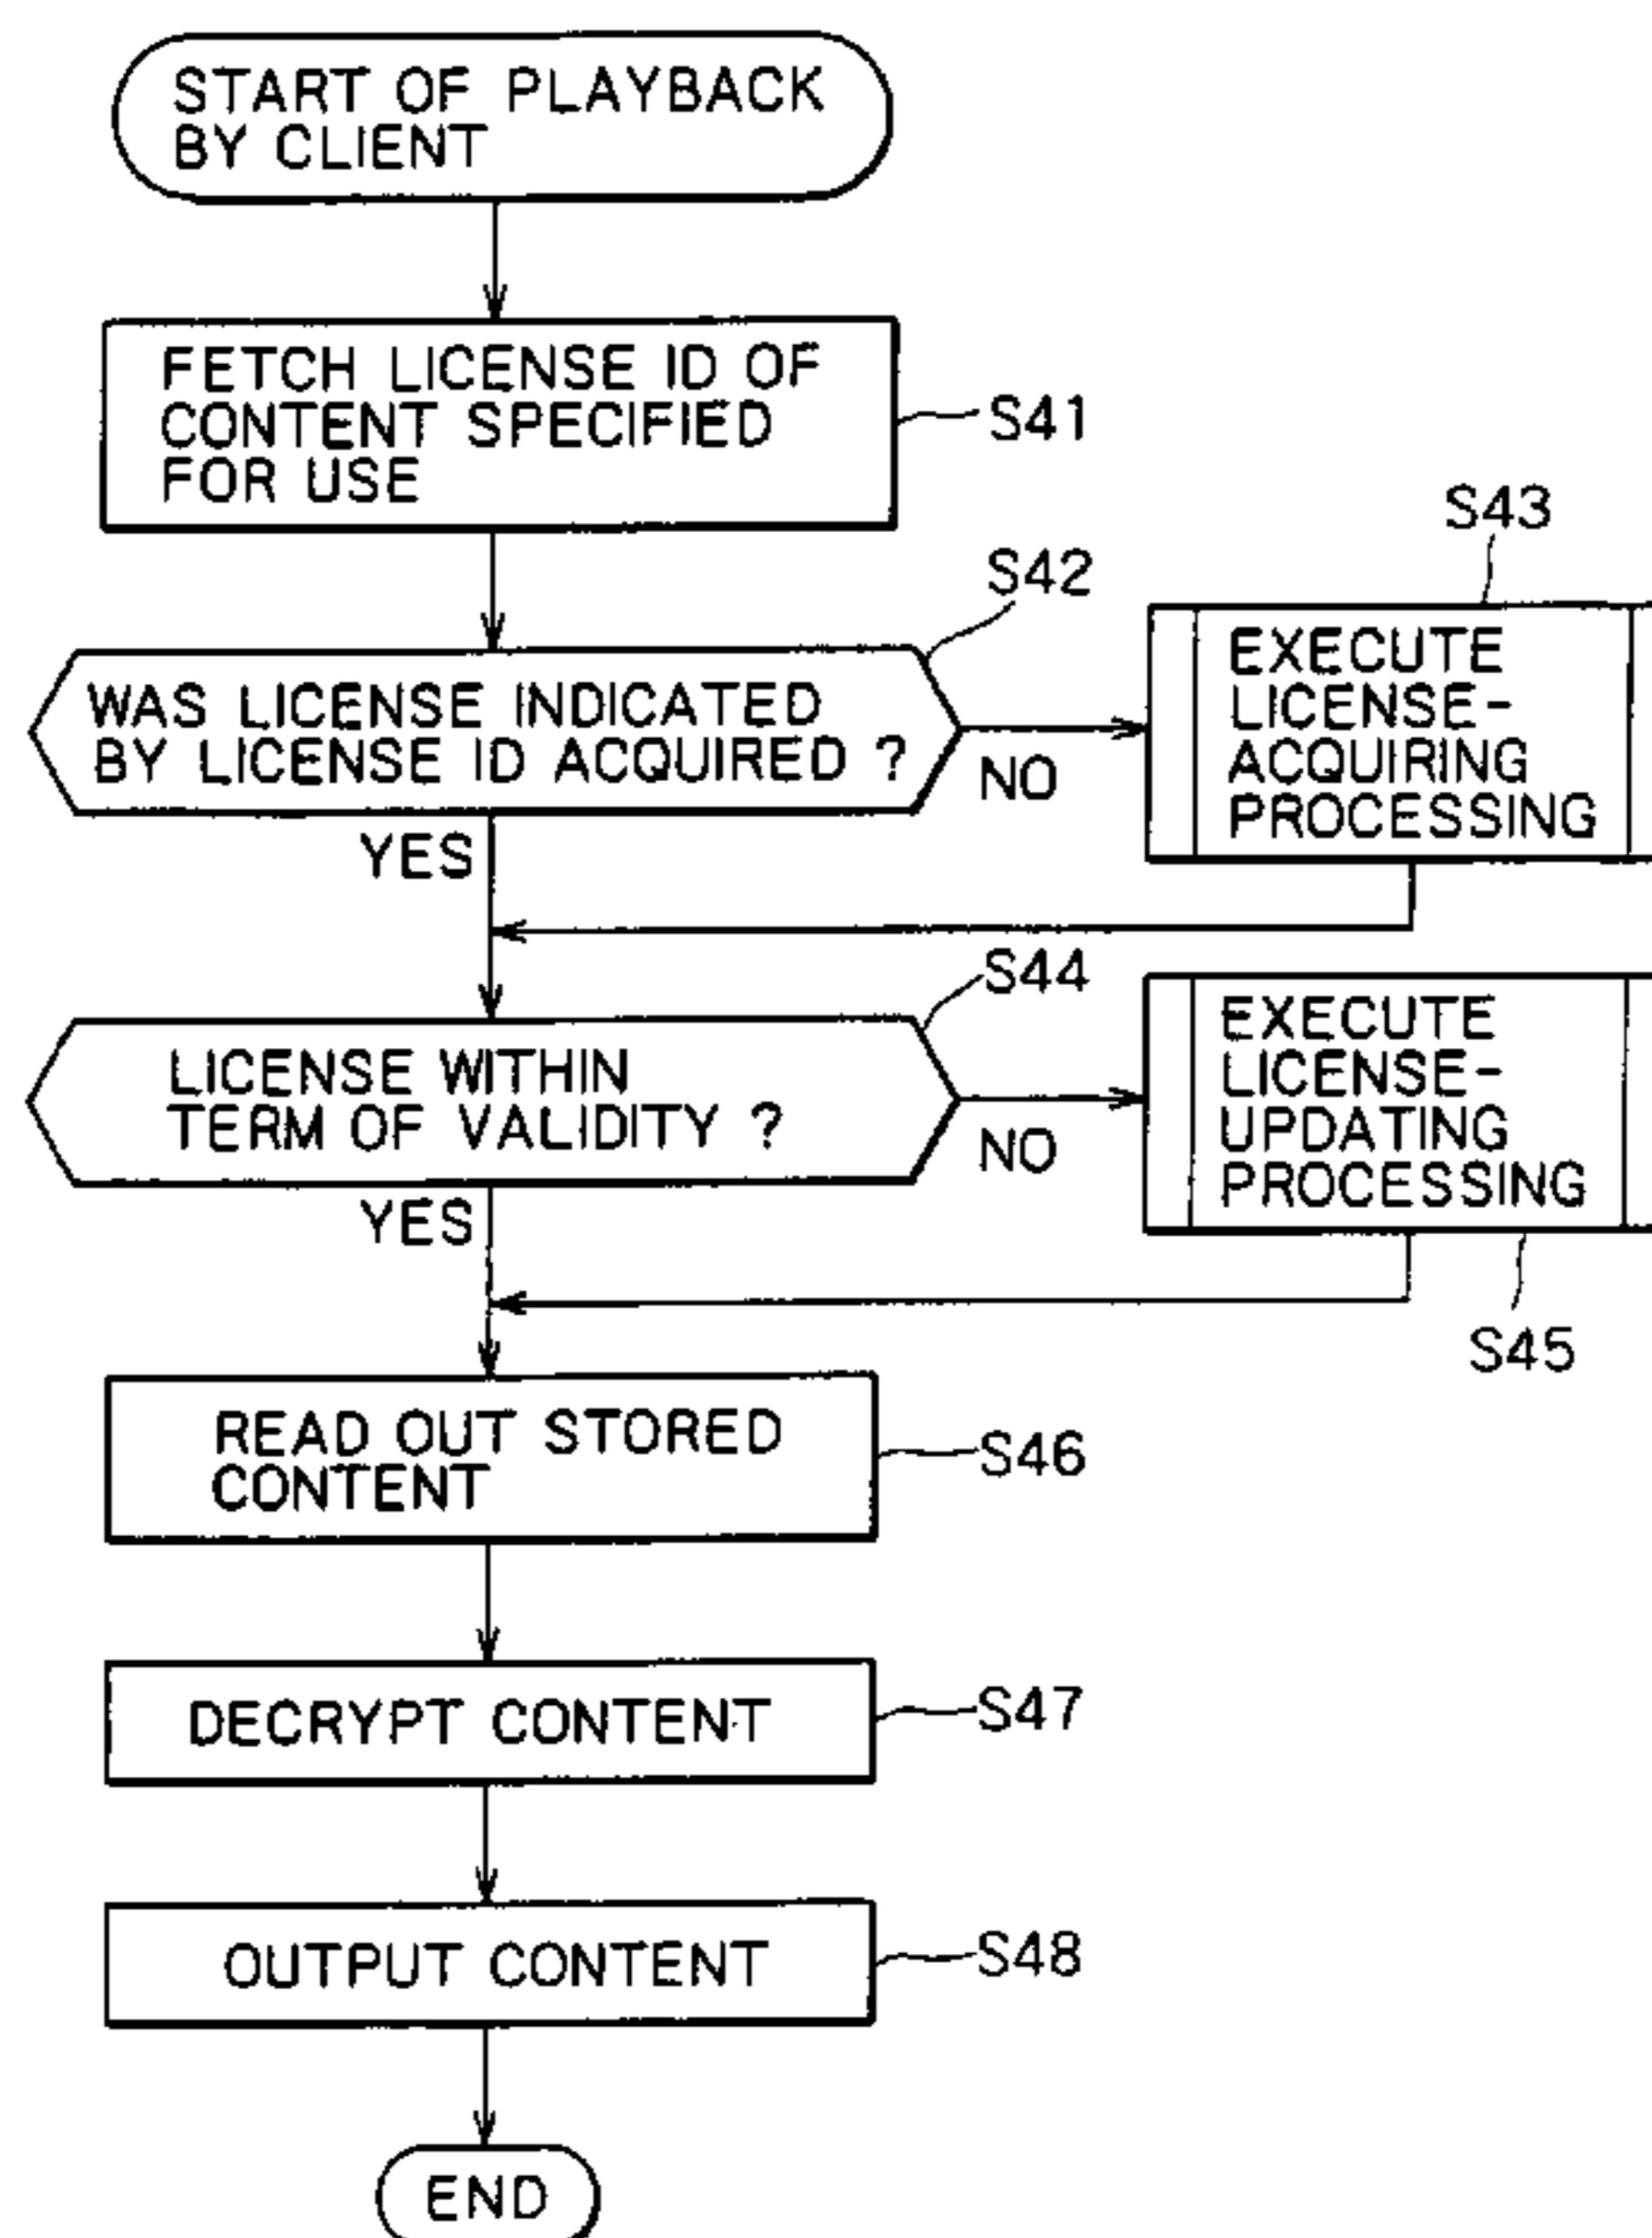 START OF PLAYBACK
BY CLIENT
FETCH LICENSE ID OF
CONTENT SPECIFIED
FOR USE
S41
S42
WAS LICENSE INDICATED
BY LICENSE ID ACQUIRED ?
NO
YES
S43
EXECUTE
LICENSE-
ACQUIRING
PROCESSING
S44
LICENSE WITHIN
TERM OF VALIDITY ?
NO
YES
EXECUTE
LICENSE-
UPDATING
PROCESSING
S45
READ OUT STORED
CONTENT
S46
DECRYPT CONTENT
S47
OUTPUT CONTENT
S48
END